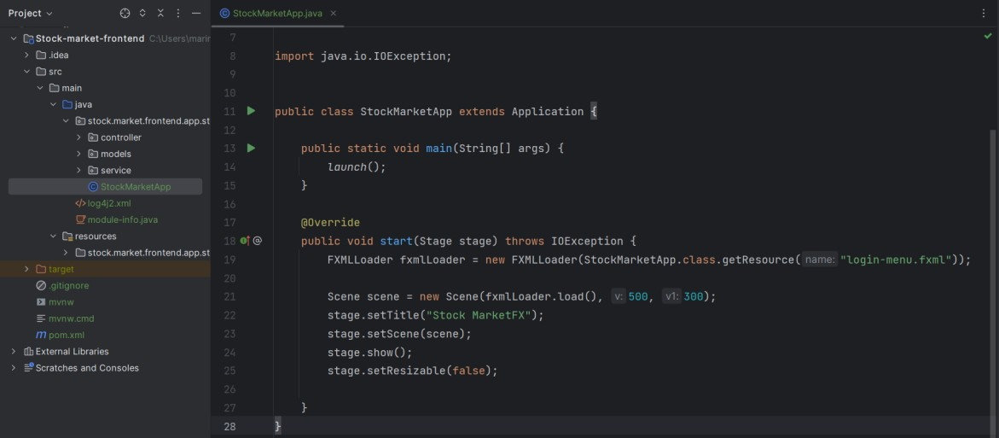 Project
StockMarketApp.java
Stock-market-frontend C:\Users\marin
.idea
src
main
java
stock.market.frontend.app.st
controller
models
service
StockMarketApp
log4j2.xml
module-info.java
resources
stock.market.frontend.app.st
target
.gitignore
mvnw
mvnw.cmd
pom.xml
External Libraries
Scratches and Consoles
7
8 import java.io.IOException;
9
10
11 public class StockMarketApp extends Application {
12
13 public static void main(String[] args) {
14 launch();
15 }
16
17 @Override
18 public void start(Stage stage) throws IOException {
19 FXMLLoader fxmlLoader = new FXMLLoader(StockMarketApp.class.getResource( name: "login-menu.fxml"));
20
21 Scene scene = new Scene(fxmlLoader.load(), v: 500, v1: 300);
22 stage.setTitle("Stock MarketFX");
23 stage.setScene(scene);
24 stage.show();
25 stage.setResizable(false);
26
27 }
28 }